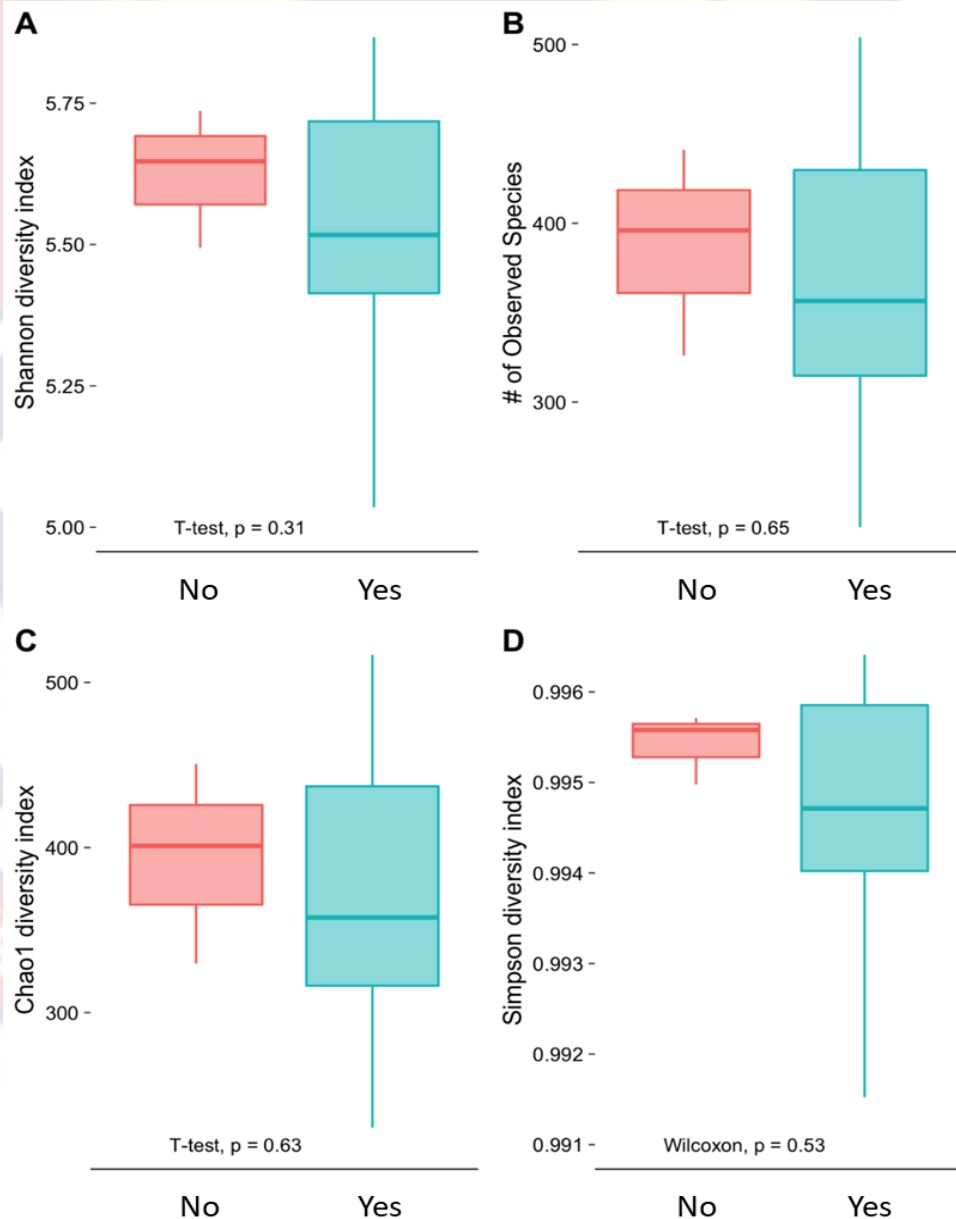 A
Shannon diversity index
5.75
5.50
5.25
5.00
T-test, p = 0.31
No
Yes
B
# of Observed Species
500
400
300
T-test, p = 0.65
No
Yes
C
Chao1 diversity index
500
400
300
T-test, p = 0.63
No
Yes
D
Simpson diversity index
0.996
0.995
0.994
0.993
0.992
0.991
Wilcoxon, p = 0.53
No
Yes